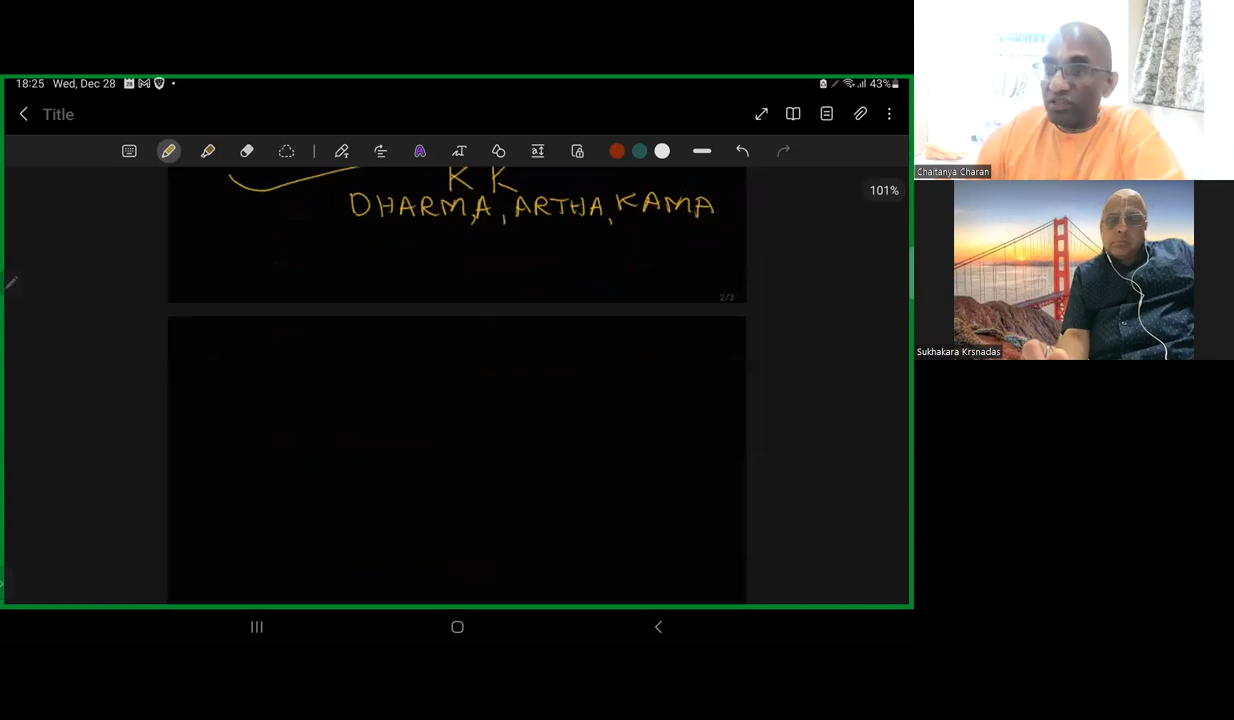 18:25 Wed, Dec 28 43%
Title
101%
K K
DHARMA, ARTHA, KAMA
2/3
Chaitanya Charan
Sukhakara Krsnadas